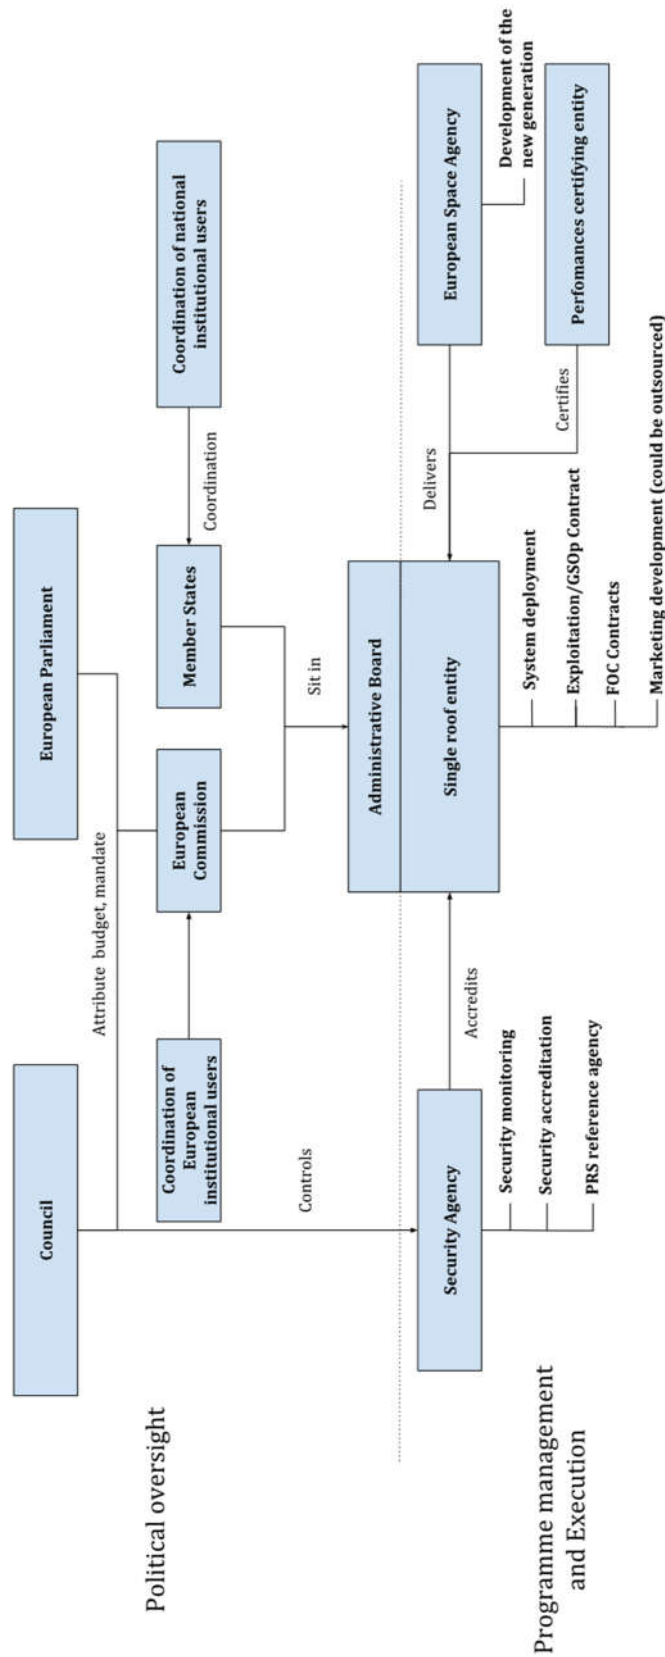 Council
European Parliament
Attribute budget, mandate
Political oversight
Coordination of
European
institutional users
European
Commission
Member States
Coordination
Coordination of national
institutional users
Controls
Sit in
Administrative Board
Security Agency
Accredits
Single roof entity
Delivers
European Space Agency
Security monitoring
Security accreditation
PRS reference agency
System deployment
Exploitation/GSOp Contract
FOC Contracts
Marketing development (could be outsourced)
Development of the
new generation
Certifies
Perfomances certifying entity
Programme management
and Execution